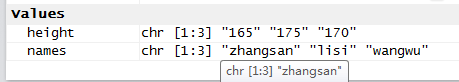 Values
height chr [1:3] "165" "175" "170"
names chr [1:3] "zhangsan" "lisi" "wangwu"
chr [1:3] "zhangsan"